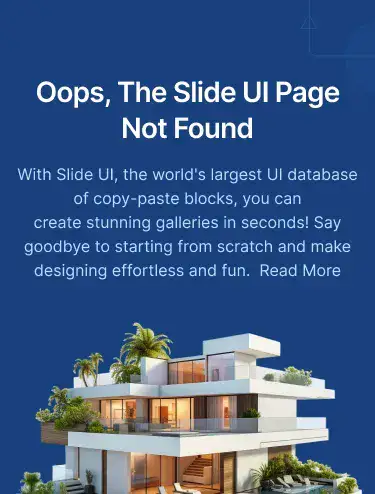 Oops, The Slide UI Page
Not Found
With Slide UI, the world's largest UI database
of copy-paste blocks, you can
create stunning galleries in seconds! Say
goodbye to starting from scratch and make
designing effortless and fun.  Read More